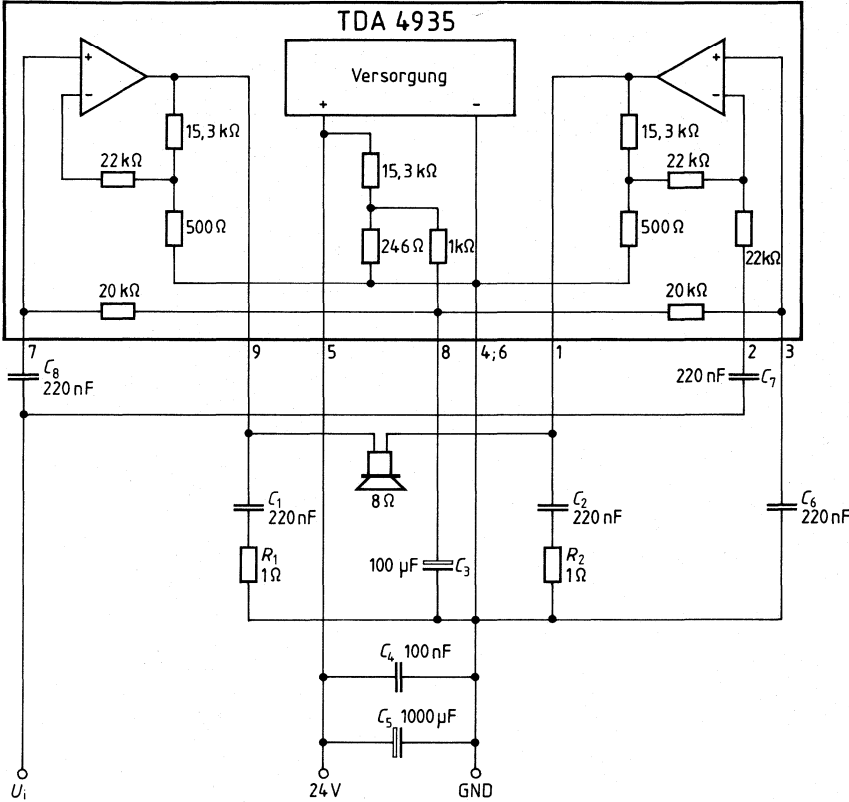 TDA 4935
Versorgung
+
−
+
−
+
−
15,3 kΩ
22 kΩ
500 Ω
15,3 kΩ
246 Ω
1kΩ
15,3 kΩ
22 kΩ
500 Ω
22kΩ
20 kΩ
20 kΩ
7
9
5
8
4;6
1
2
3
C8
220 nF
220 nF
C7
8 Ω
C1
220 nF
C2
220 nF
C6
220 nF
R1
1Ω
100 µF
C3
R2
1Ω
C4 100 nF
C5 1000 µF
Ui
24 V
GND